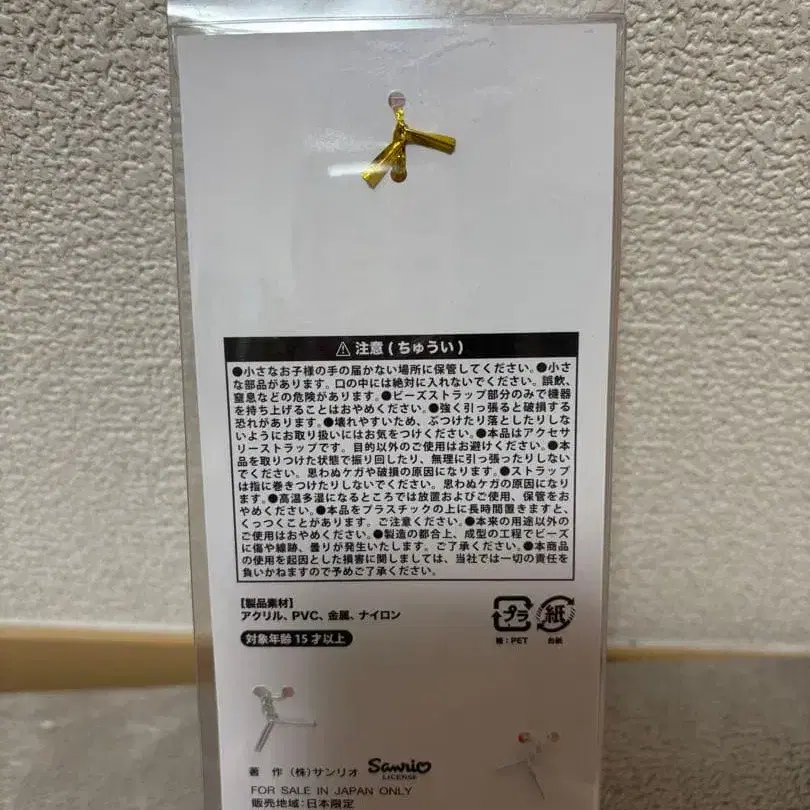 ⚠ 注意(ちゅうい)
●小さなお子様の手の届かない場所に保管してください。●小さ
な部品があります。口の中には絶対に入れないでください。誤飲、
窒息などの危険があります。●ビーズストラップ部分のみで機器
を持ち上げることはおやめください。●強く引っ張ると破損する
恐れがあります。●壊れやすいため、ぶつけたり落としたりしな
いようにお取り扱いにはお気をつけください。●本品はアクセサ
リーストラップです。目的以外のご使用はお避けください。●本
品を取りつけた状態で振り回したり、無理に引っ張ったりしない
でください。思わぬケガや破損の原因になります。●ストラップ
は指に巻きつけたりしないでください。思わぬケガの原因になり
ます。●高温多湿になるところでは放置およびご使用、保管をお
やめください。●本品をプラスチックの上に長時間置きますと、
くっつくことがあります。ご注意ください。●本来の用途以外の
ご使用はおやめください。●製造の都合上、成型の工程でビーズ
に傷や線跡、曇りが発生いたします。ご了承ください。●本商品
の使用を起因とした損害に関しましては、当社では一切の責任を
負いかねますので予めご了承ください。
【製品素材】
アクリル、PVC、金属、ナイロン
対象年齢15才以上
プラ
紙
袋:PET
台紙
著 作 (株)サンリオ
Sanrio
LICENSE
FOR SALE IN JAPAN ONLY
販売地域:日本限定